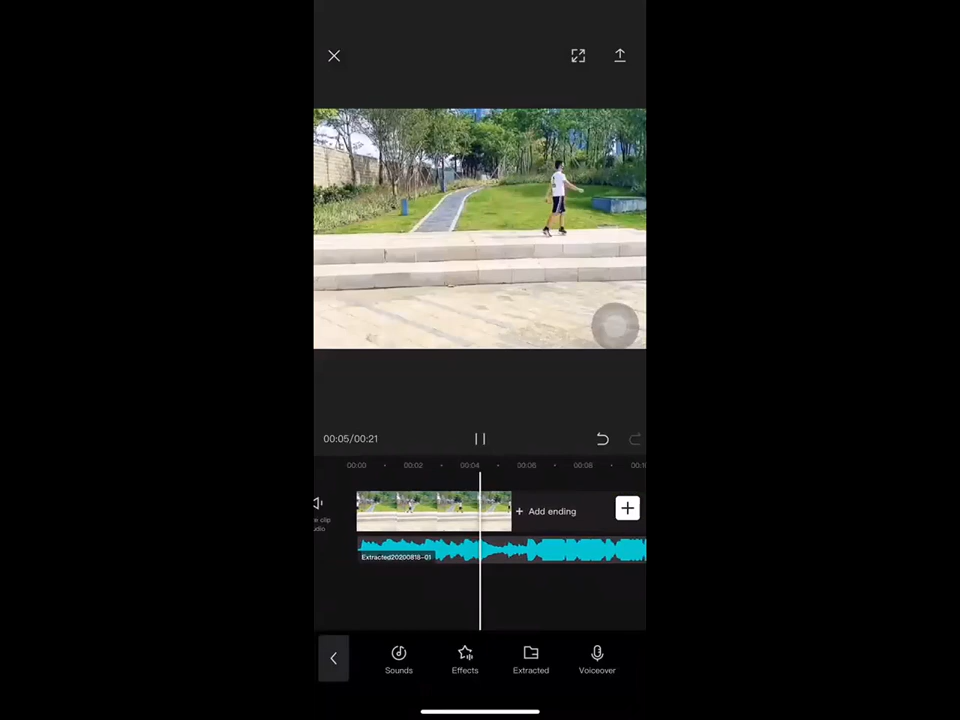 00:05/00:21
00:00 00:02 00:04 00:06 00:08
+ Add ending
Extracted20200818-01
Sounds Effects Extracted Voiceover